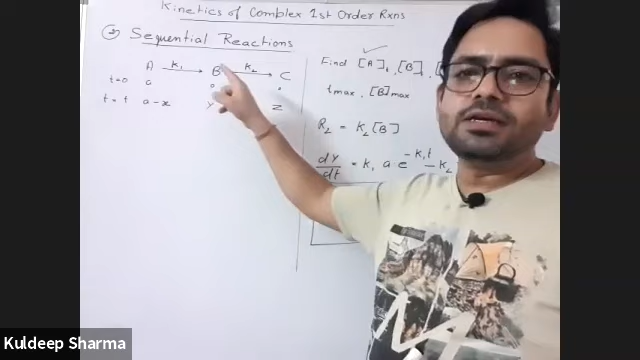 Kinetics of Complex 1st Order Rxns
② Sequential Reactions
A k₁ → B k₂ → C
t=0 a 0 0
t=t a-x y z
Find [A]t, [B]
tmax, [B]max
R₂ = k₂[B]
dy/dt = k₁ a e^-k₁t - k₂
Kuldeep Sharma